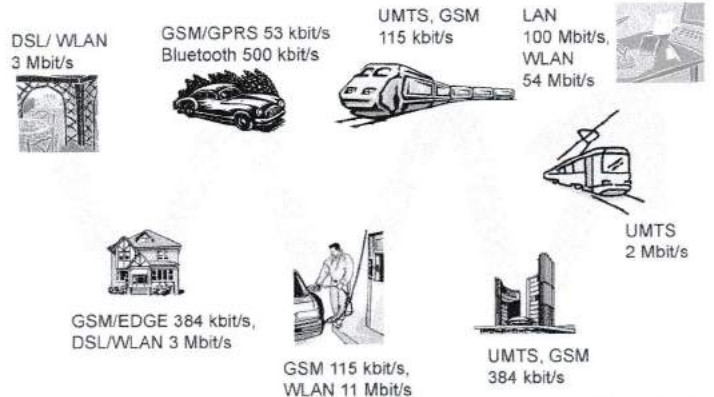 DSL/ WLAN
3 Mbit/s
GSM/GPRS 53 kbit/s
Bluetooth 500 kbit/s
UMTS, GSM
115 kbit/s
LAN
100 Mbit/s,
WLAN
54 Mbit/s
GSM/EDGE 384 kbit/s,
DSL/WLAN 3 Mbit/s
GSM 115 kbit/s,
WLAN 11 Mbit/s
UMTS, GSM
384 kbit/s
UMTS
2 Mbit/s